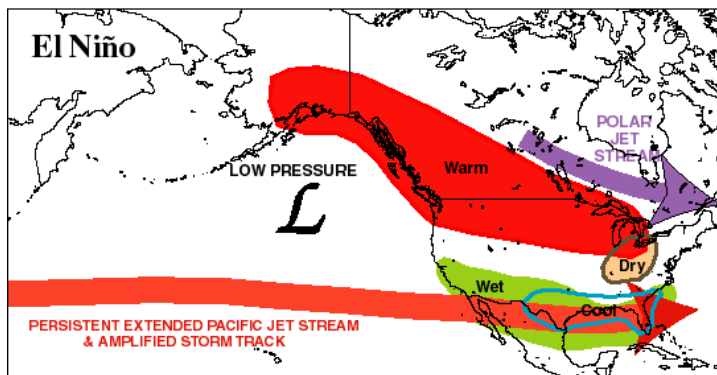 El Niño
POLAR
JET
STREAM
LOW PRESSURE
Warm
L
Dry
Wet
Cool
PERSISTENT EXTENDED PACIFIC JET STREAM
& AMPLIFIED STORM TRACK